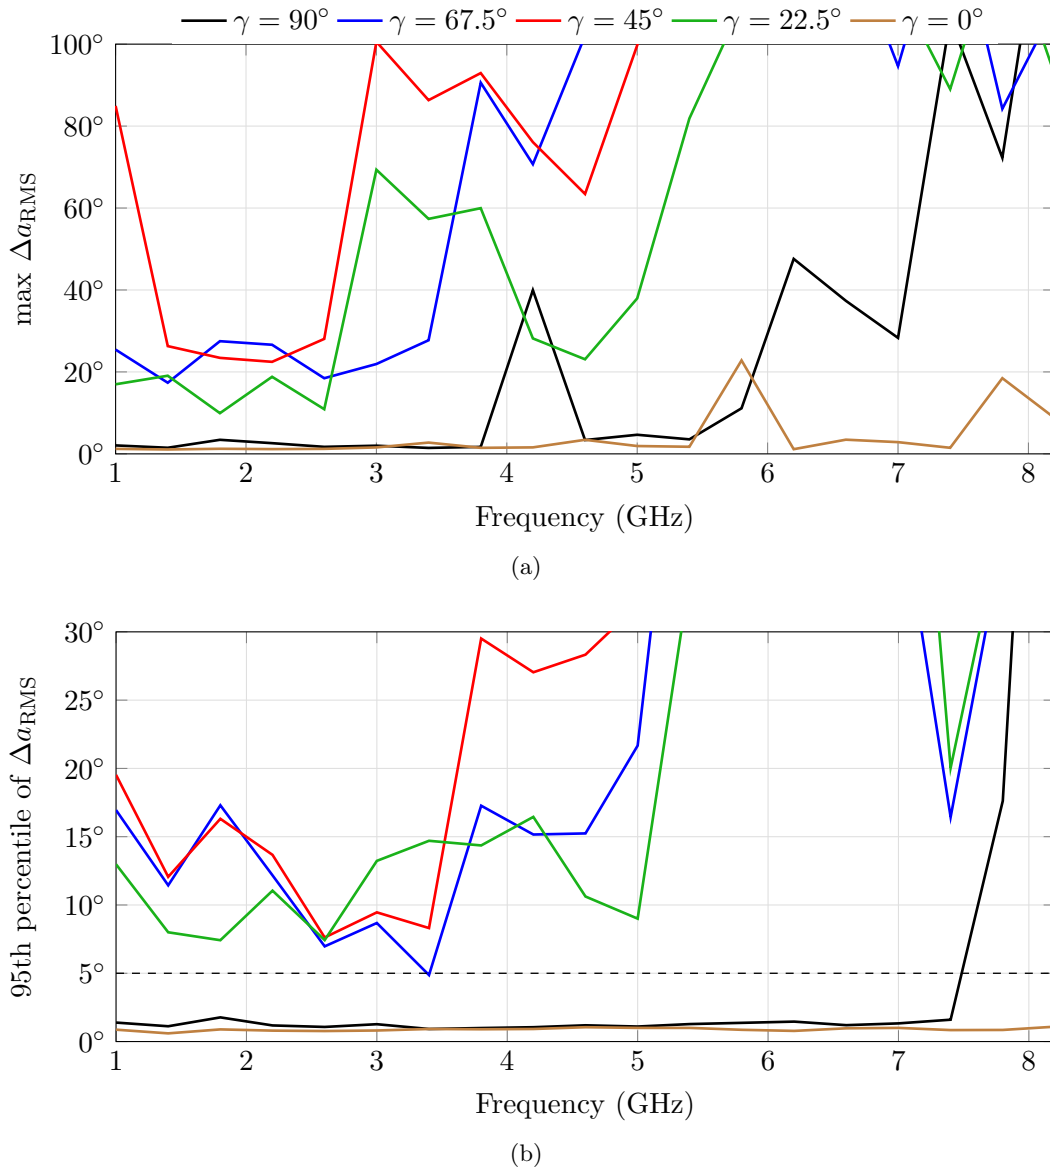 γ = 90° γ = 67.5° γ = 45° γ = 22.5° γ = 0°
100°
80°
60°
40°
20°
0°
max Δa_RMS
1 2 3 4 5 6 7 8
Frequency (GHz)
(a)
30°
25°
20°
15°
10°
5°
0°
95th percentile of Δa_RMS
1 2 3 4 5 6 7 8
Frequency (GHz)
(b)